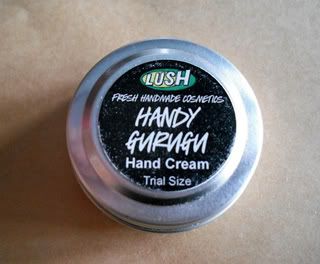 LUSH
FRESH HANDMADE COSMETICS
HANDY
GURUGU
Hand Cream
Trial Size